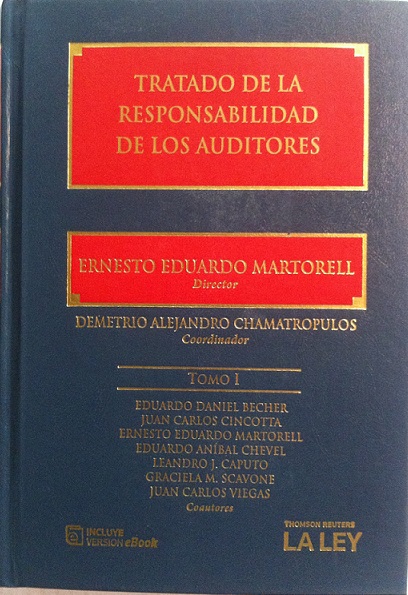 TRATADO DE LA
RESPONSABILIDAD
DE LOS AUDITORES
ERNESTO EDUARDO MARTORELL
Director
DEMETRIO ALEJANDRO CHAMATROPULOS
Coordinador
TOMO I
EDUARDO DANIEL BECHER
JUAN CARLOS CINCOTTA
ERNESTO EDUARDO MARTORELL
EDUARDO ANÍBAL CHEVEL
LEANDRO J. CAPUTO
GRACIELA M. SCAVONE
JUAN CARLOS VIEGAS
Coautores
INCLUYE
VERSION eBook
THOMSON REUTERS
LA LEY